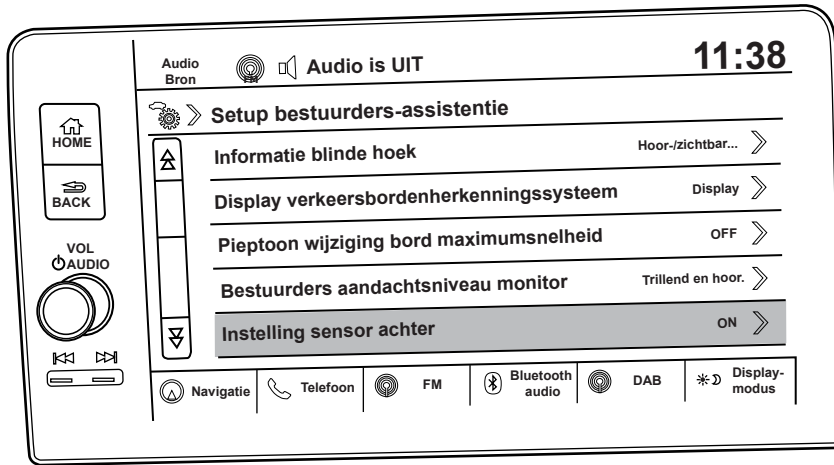 Audio
Bron
FM
Audio is UIT
11:38
Setup bestuurders-assistentie
HOME
BACK
VOL
AUDIO
Informatie blinde hoek
Hoor-/zichtbar...
Display verkeersbordenherkenningssysteem
Display
Pieptoon wijziging bord maximumsnelheid
OFF
Bestuurders aandachtsniveau monitor
Trillend en hoor.
Instelling sensor achter
ON
Navigatie
Telefoon
FM
Bluetooth
audio
DAB
Display-
modus